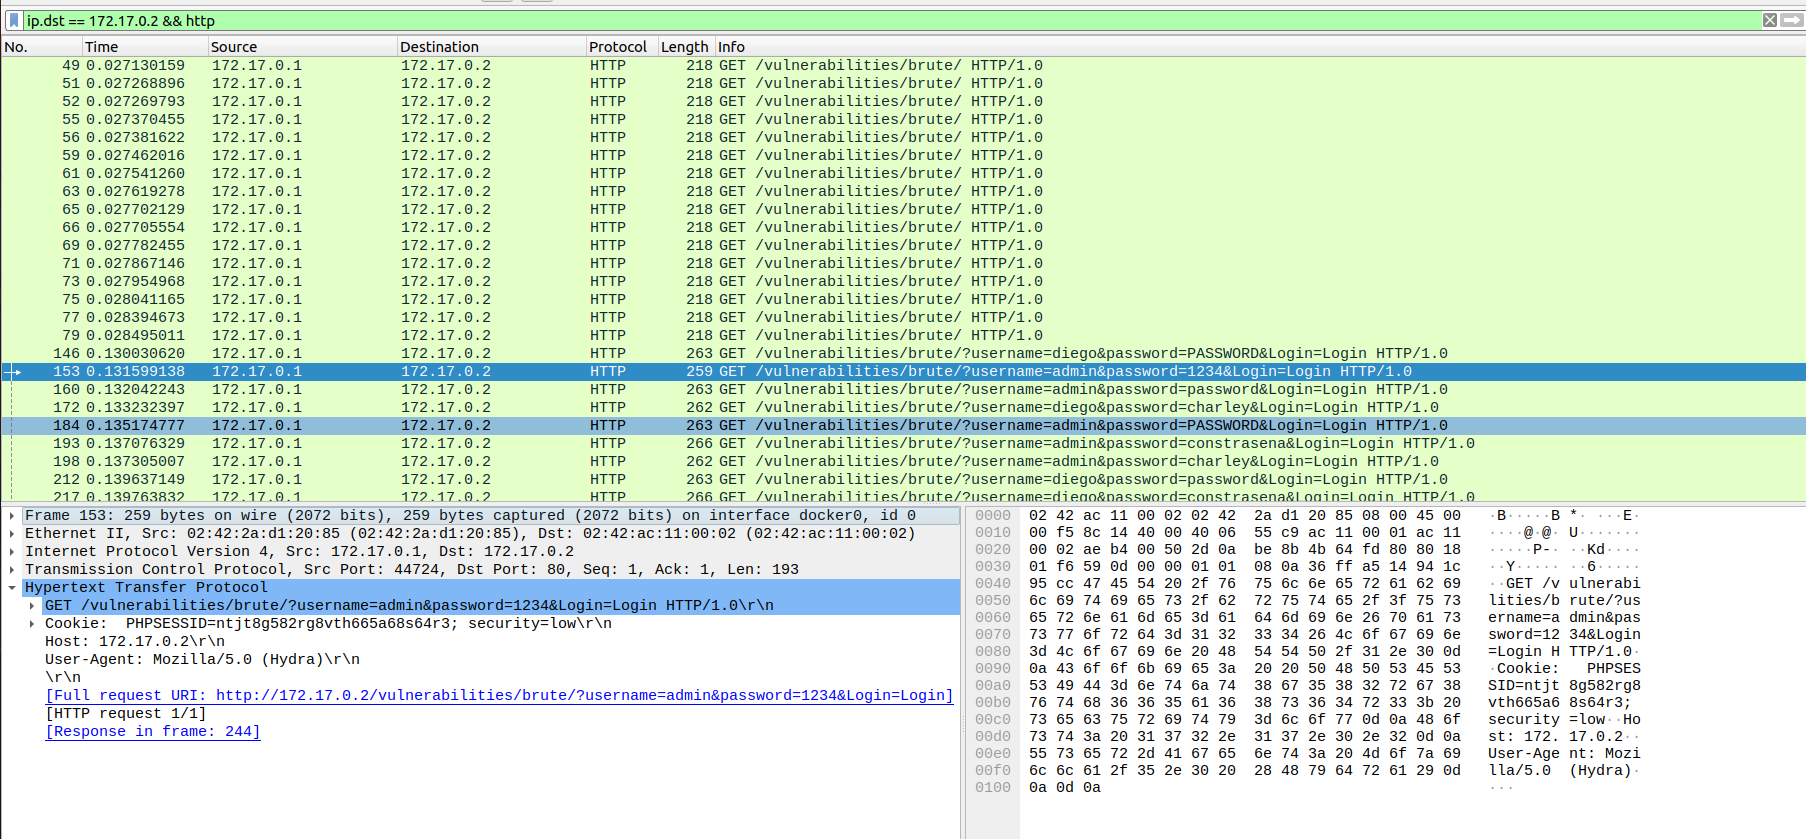 ip.dst == 172.17.0.2 && http
No. Time Source Destination Protocol Length Info
49 0.027130159 172.17.0.1 172.17.0.2 HTTP 218 GET /vulnerabilities/brute/ HTTP/1.0
51 0.027268896 172.17.0.1 172.17.0.2 HTTP 218 GET /vulnerabilities/brute/ HTTP/1.0
52 0.027269793 172.17.0.1 172.17.0.2 HTTP 218 GET /vulnerabilities/brute/ HTTP/1.0
55 0.027370455 172.17.0.1 172.17.0.2 HTTP 218 GET /vulnerabilities/brute/ HTTP/1.0
56 0.027381622 172.17.0.1 172.17.0.2 HTTP 218 GET /vulnerabilities/brute/ HTTP/1.0
59 0.027462016 172.17.0.1 172.17.0.2 HTTP 218 GET /vulnerabilities/brute/ HTTP/1.0
61 0.027541260 172.17.0.1 172.17.0.2 HTTP 218 GET /vulnerabilities/brute/ HTTP/1.0
63 0.027619278 172.17.0.1 172.17.0.2 HTTP 218 GET /vulnerabilities/brute/ HTTP/1.0
65 0.027702129 172.17.0.1 172.17.0.2 HTTP 218 GET /vulnerabilities/brute/ HTTP/1.0
66 0.027705554 172.17.0.1 172.17.0.2 HTTP 218 GET /vulnerabilities/brute/ HTTP/1.0
69 0.027782455 172.17.0.1 172.17.0.2 HTTP 218 GET /vulnerabilities/brute/ HTTP/1.0
71 0.027867146 172.17.0.1 172.17.0.2 HTTP 218 GET /vulnerabilities/brute/ HTTP/1.0
73 0.027954968 172.17.0.1 172.17.0.2 HTTP 218 GET /vulnerabilities/brute/ HTTP/1.0
75 0.028041165 172.17.0.1 172.17.0.2 HTTP 218 GET /vulnerabilities/brute/ HTTP/1.0
77 0.028394673 172.17.0.1 172.17.0.2 HTTP 218 GET /vulnerabilities/brute/ HTTP/1.0
79 0.028495011 172.17.0.1 172.17.0.2 HTTP 218 GET /vulnerabilities/brute/ HTTP/1.0
146 0.130030620 172.17.0.1 172.17.0.2 HTTP 263 GET /vulnerabilities/brute/?username=diego&password=PASSWORD&Login=Login HTTP/1.0
153 0.131599138 172.17.0.1 172.17.0.2 HTTP 259 GET /vulnerabilities/brute/?username=admin&password=1234&Login=Login HTTP/1.0
160 0.132042243 172.17.0.1 172.17.0.2 HTTP 263 GET /vulnerabilities/brute/?username=admin&password=password&Login=Login HTTP/1.0
172 0.133232397 172.17.0.1 172.17.0.2 HTTP 262 GET /vulnerabilities/brute/?username=diego&password=charley&Login=Login HTTP/1.0
184 0.135174777 172.17.0.1 172.17.0.2 HTTP 263 GET /vulnerabilities/brute/?username=admin&password=PASSWORD&Login=Login HTTP/1.0
193 0.137076329 172.17.0.1 172.17.0.2 HTTP 266 GET /vulnerabilities/brute/?username=admin&password=constrasena&Login=Login HTTP/1.0
198 0.137305007 172.17.0.1 172.17.0.2 HTTP 262 GET /vulnerabilities/brute/?username=admin&password=charley&Login=Login HTTP/1.0
212 0.139637149 172.17.0.1 172.17.0.2 HTTP 263 GET /vulnerabilities/brute/?username=diego&password=password&Login=Login HTTP/1.0
217 0.139763832 172.17.0.1 172.17.0.2 HTTP 266 GET /vulnerabilities/brute/?username=diego&password=constrasena&Login=Login HTTP/1.0
Frame 153: 259 bytes on wire (2072 bits), 259 bytes captured (2072 bits) on interface docker0, id 0
Ethernet II, Src: 02:42:2a:d1:20:85 (02:42:2a:d1:20:85), Dst: 02:42:ac:11:00:02 (02:42:ac:11:00:02)
Internet Protocol Version 4, Src: 172.17.0.1, Dst: 172.17.0.2
Transmission Control Protocol, Src Port: 44724, Dst Port: 80, Seq: 1, Ack: 1, Len: 193
Hypertext Transfer Protocol
GET /vulnerabilities/brute/?username=admin&password=1234&Login=Login HTTP/1.0\r\n
Cookie:  PHPSESSID=ntjt8g582rg8vth665a68s64r3; security=low\r\n
Host: 172.17.0.2\r\n
User-Agent: Mozilla/5.0 (Hydra)\r\n
\r\n
[Full request URI: http://172.17.0.2/vulnerabilities/brute/?username=admin&password=1234&Login=Login]
[HTTP request 1/1]
[Response in frame: 244]
0000 02 42 ac 11 00 02 02 42 2a d1 20 85 08 00 45 00 ·B·····B *· ···E·
0010 00 f5 8c 14 40 00 40 06 55 c9 ac 11 00 01 ac 11 ····@·@· U·······
0020 00 02 ae b4 00 50 2d 0a be 8b 4b 64 fd 80 80 18 ·····P-· ··Kd····
0030 01 f6 59 0d 00 00 01 01 08 0a 36 ff a5 14 94 1c ··Y····· ··6·····
0040 95 cc 47 45 54 20 2f 76 75 6c 6e 65 72 61 62 69 ··GET /v ulnerabi
0050 6c 69 74 69 65 73 2f 62 72 75 74 65 2f 3f 75 73 lities/b rute/?us
0060 65 72 6e 61 6d 65 3d 61 64 6d 69 6e 26 70 61 73 ername=a dmin&pas
0070 73 77 6f 72 64 3d 31 32 33 34 26 4c 6f 67 69 6e sword=12 34&Login
0080 3d 4c 6f 67 69 6e 20 48 54 54 50 2f 31 2e 30 0d =Login H TTP/1.0·
0090 0a 43 6f 6f 6b 69 65 3a 20 20 50 48 50 53 45 53 ·Cookie:   PHPSES
00a0 53 49 44 3d 6e 74 6a 74 38 67 35 38 32 72 67 38 SID=ntjt 8g582rg8
00b0 76 74 68 36 36 35 61 36 38 73 36 34 72 33 3b 20 vth665a6 8s64r3;
00c0 73 65 63 75 72 69 74 79 3d 6c 6f 77 0d 0a 48 6f security =low··Ho
00d0 73 74 3a 20 31 37 32 2e 31 37 2e 30 2e 32 0d 0a st: 172. 17.0.2··
00e0 55 73 65 72 2d 41 67 65 6e 74 3a 20 4d 6f 7a 69 User-Age nt: Mozi
00f0 6c 6c 61 2f 35 2e 30 20 28 48 79 64 72 61 29 0d lla/5.0  (Hydra)·
0100 0a 0d 0a ···